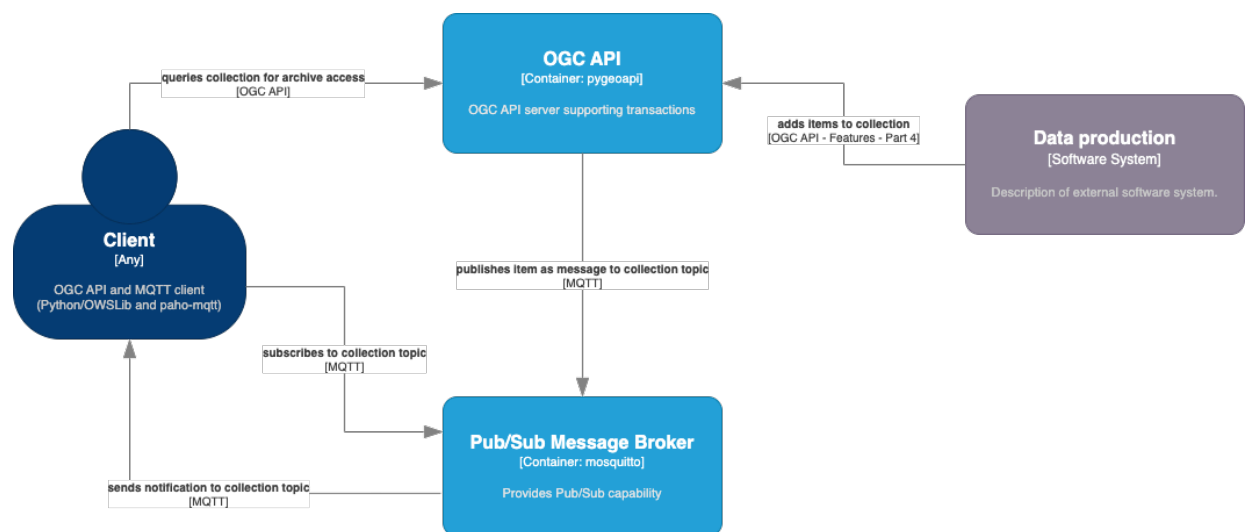 OGC API
[Container: pygeoapi]
OGC API server supporting transactions
queries collection for archive access
[OGC API]
adds items to collection
[OGC API - Features - Part 4]
Data production
[Software System]
Description of external software system.
Client
[Any]
OGC API and MQTT client
(Python/OWSLib and paho-mqtt)
publishes item as message to collection topic
[MQTT]
subscribes to collection topic
[MQTT]
Pub/Sub Message Broker
[Container: mosquitto]
Provides Pub/Sub capability
sends notification to collection topic
[MQTT]